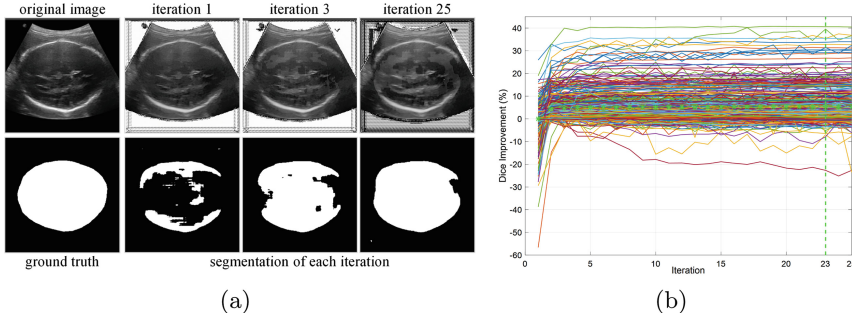 original image iteration 1 iteration 3 iteration 25
ground truth segmentation of each iteration
(a)
Dice Improvement (%)
40
30
20
10
0
-10
-20
-30
-40
-50
-60
0 5 10 15 20 23
Iteration
(b)